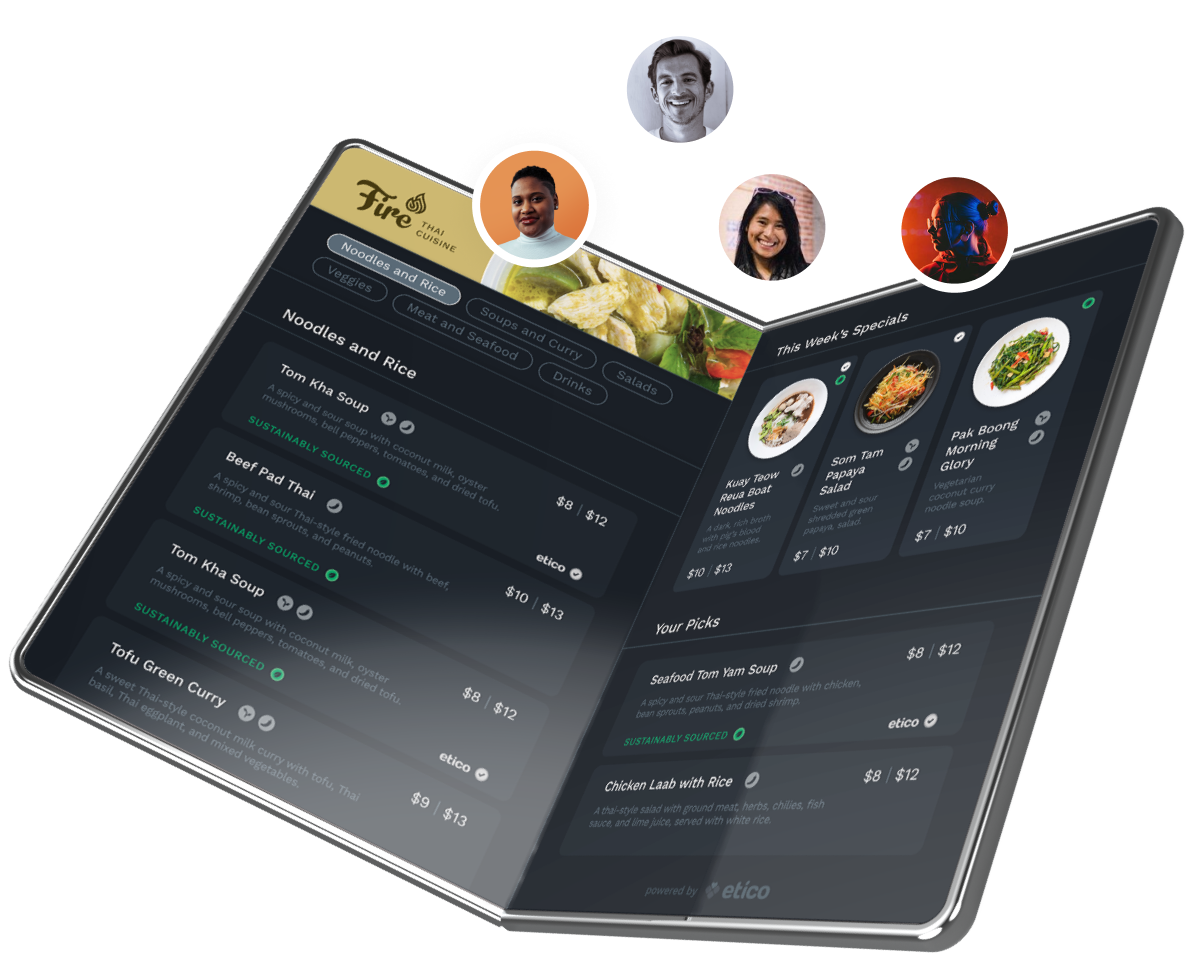 Fire
THAI
CUISINE
Noodles and Rice
Soups and Curry
Salads
Veggies
Meat and Seafood
Drinks
Noodles and Rice
Tom Kha Soup
A spicy and sour soup with coconut milk, oyster
mushrooms, bell peppers, tomatoes, and dried tofu.
SUSTAINABLY SOURCED
$8 | $12
Beef Pad Thai
A spicy and sour Thai-style fried noodle with beef,
shrimp, bean sprouts, and peanuts.
SUSTAINABLY SOURCED
etico
$10 | $13
Tom Kha Soup
A spicy and sour soup with coconut milk, oyster
mushrooms, bell peppers, tomatoes, and dried tofu.
SUSTAINABLY SOURCED
$8 | $12
Tofu Green Curry
A sweet Thai-style coconut milk curry with tofu, Thai
basil, Thai eggplant, and mixed vegetables.
etico
$9 | $13
This Week's Specials
Kuay Teow
Reua Boat
Noodles
A dark, rich broth
with pig's blood
and rice noodles.
$10 | $13
Som Tam
Papaya
Salad
Sweet and sour
shredded green
papaya, salad.
$7 | $10
Pak Boong
Morning
Glory
Vegetarian
coconut curry
noodle soup.
$7 | $10
Your Picks
Seafood Tom Yam Soup
$8 | $12
A spicy and sour Thai-style fried noodle with chicken,
bean sprouts, peanuts, and dried shrimp.
SUSTAINABLY SOURCED
etico
Chicken Laab with Rice
$8 | $12
A thai-style salad with ground meat, herbs, chilies, fish
sauce, and lime juice, served with white rice.
powered by etico